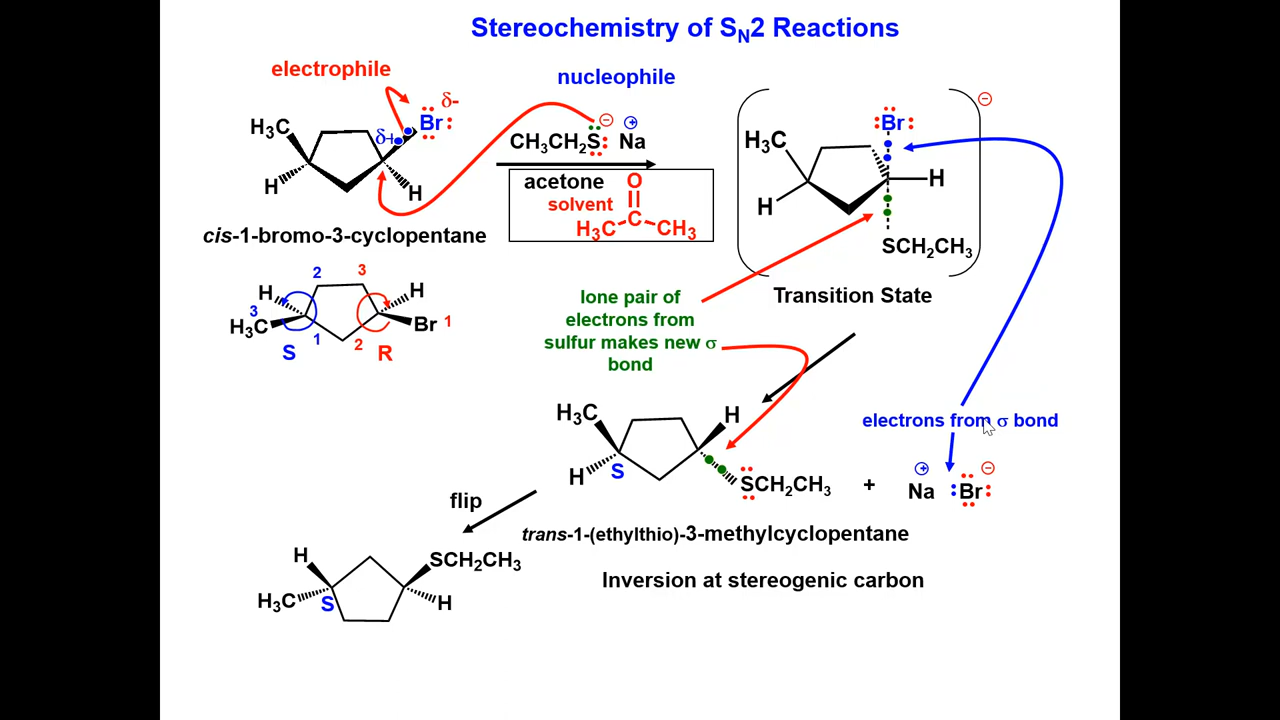 Stereochemistry of SN2 Reactions
electrophile
nucleophile
δ-
δ+
Br
H3C
H
H
CH3CH2S ⊖ ⊕ Na
acetone
solvent
O
C
H3C CH3
cis-1-bromo-3-cyclopentane
Br ⊖
H3C
H
H
SCH2CH3
Transition State
2 3
H H
3
H3C Br 1
1 2
S R
lone pair of
electrons from
sulfur makes new σ
bond
electrons from σ bond
H3C H
H S
SCH2CH3 + Na ⊕ Br ⊖
flip
trans-1-(ethylthio)-3-methylcyclopentane
Inversion at stereogenic carbon
H SCH2CH3
H3C S H